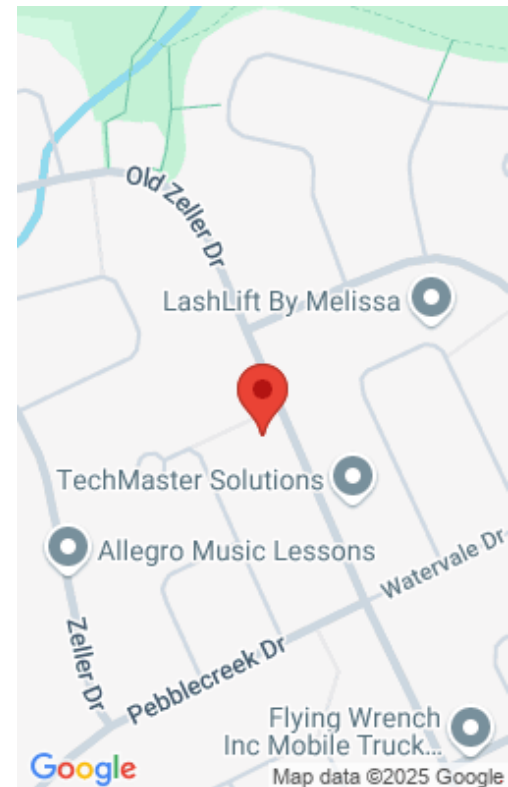 Old Zeller Dr
LashLift By Melissa
TechMaster Solutions
Allegro Music Lessons
Watervale Dr
Zeller Dr
Pebblecreek Dr
Flying Wrench
Inc Mobile Truck...
Google
Map data ©2025 Google